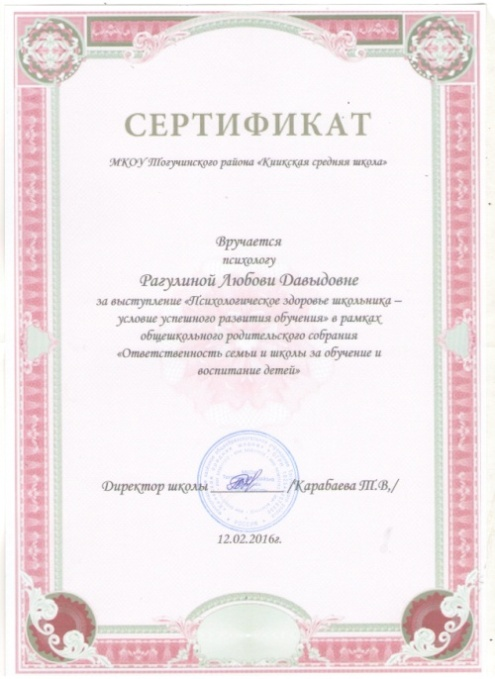 СЕРТИФИКАТ
МКОУ Тогучинского района «Киикская средняя школа»
Вручается
психологу
Рагулиной Любови Давыдовне
за выступление «Психологическое здоровье школьника –
условие успешного развития обучения» в рамках
общешкольного родительского собрания
«Ответственность семьи и школы за обучение и
воспитание детей»
Директор школы /Карабаева Т.В,/
12.02.2016г.